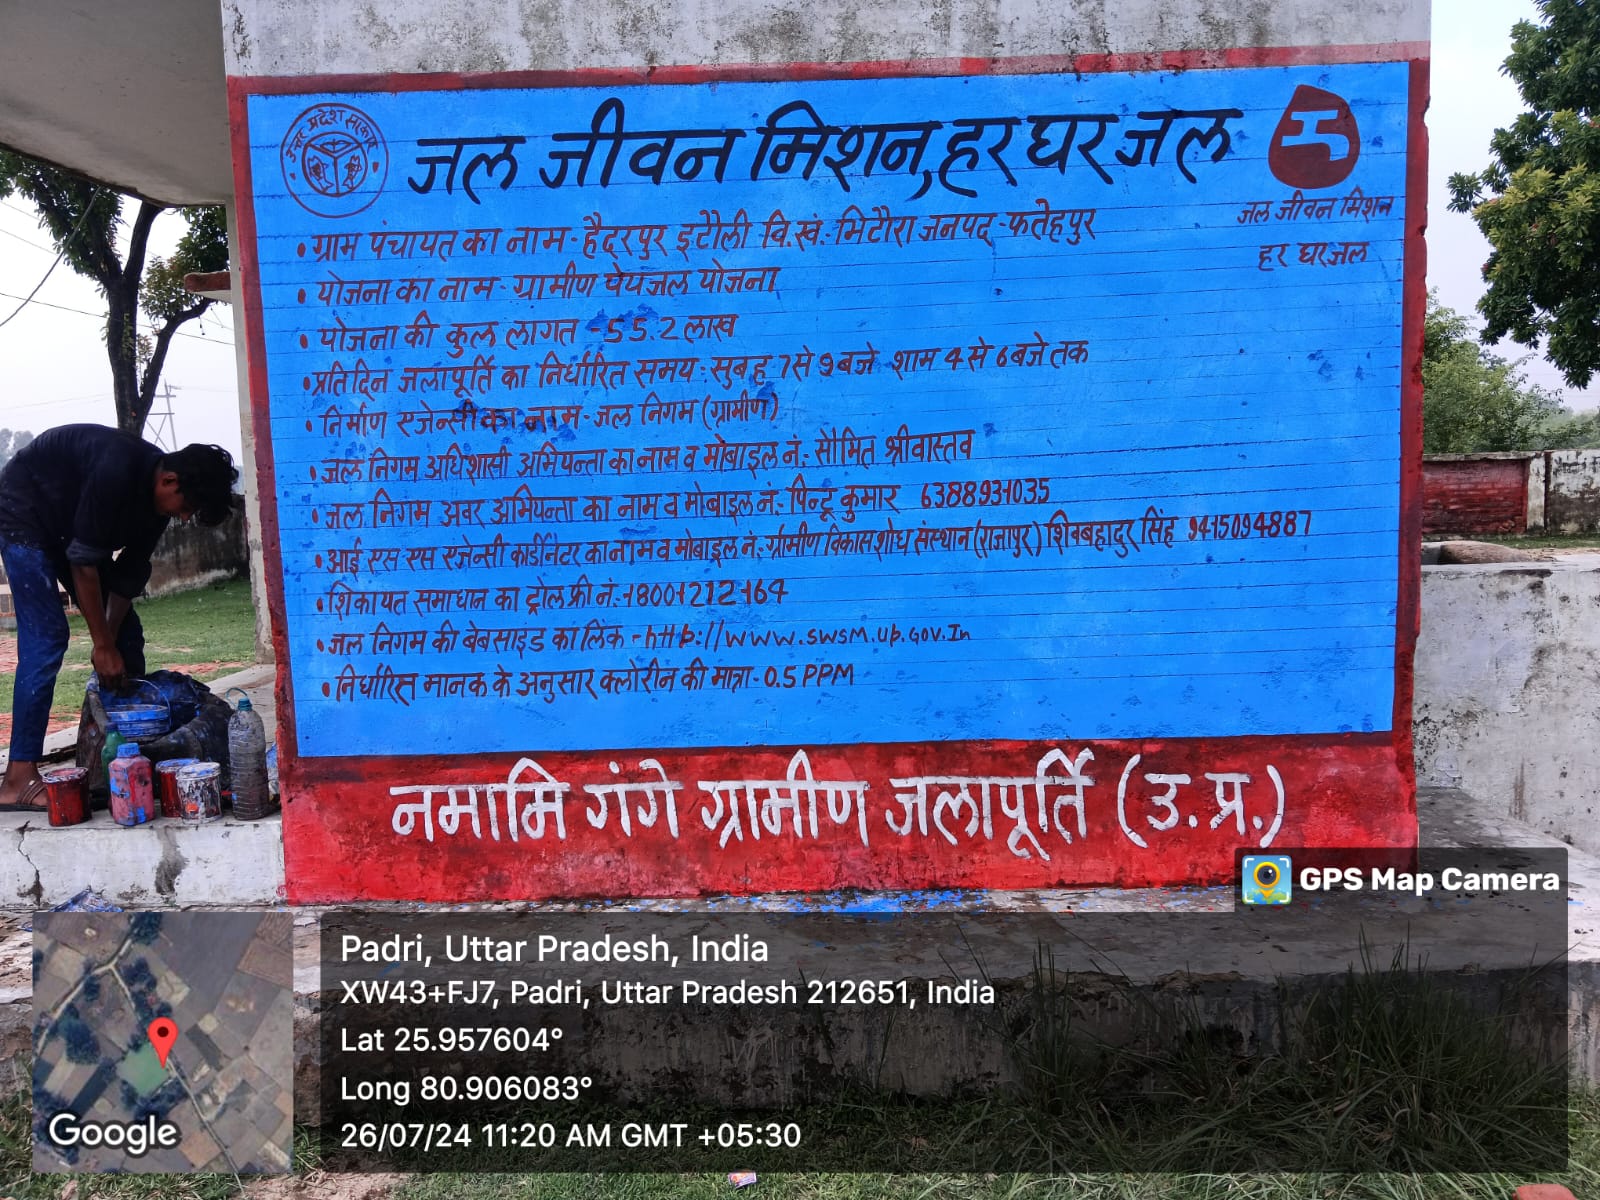 उत्तर प्रदेश सरकार
जल जीवन मिशन, हर घर जल
जल जीवन मिशन
हर घर जल
• ग्राम पंचायत का नाम - हैदरपुर इटौली वि.खं.- भिटौरा जनपद - फतेहपुर
• योजना का नाम - ग्रामीण पेयजल योजना
• योजना की कुल लागत - 55.2 लाख
• प्रतिदिन जलापूर्ति का निर्धारित समय : सुबह 7 से 9 बजे शाम 4 से 6 बजे तक
• निर्माण एजेन्सी का नाम - जल निगम (ग्रामीण)
• जल निगम अधिशासी अभियन्ता का नाम व मोबाइल नं.- सौमित श्रीवास्तव
• जल निगम अवर अभियन्ता का नाम व मोबाइल नं.- पिन्टू कुमार 6388931035
• आई एस एस एजेन्सी कार्डीनेटर का नाम व मोबाइल नं.- ग्रामीण विकास शोध संस्थान (राजापुर) शिवबहादुर सिंह 9415094887
• शिकायत समाधान का ट्रोल फ्री नं.- 18001212164
• जल निगम की बेबसाइड का लिंक - http://www.swsm.up.gov.In
• निर्धारित मानक के अनुसार क्लोरीन की मात्रा - 0.5 PPM
नमामि गंगे ग्रामीण जलापूर्ति (उ.प्र.)
GPS Map Camera
Padri, Uttar Pradesh, India
XW43+FJ7, Padri, Uttar Pradesh 212651, India
Lat 25.957604°
Long 80.906083°
26/07/24 11:20 AM GMT +05:30
Google